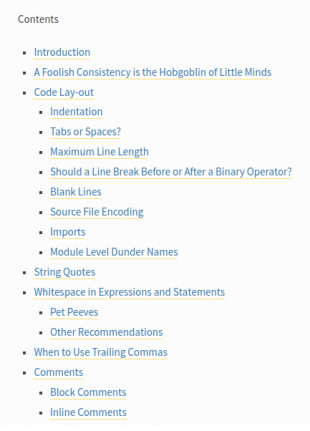 Contents
Introduction
A Foolish Consistency is the Hobgoblin of Little Minds
Code Lay-out
Indentation
Tabs or Spaces?
Maximum Line Length
Should a Line Break Before or After a Binary Operator?
Blank Lines
Source File Encoding
Imports
Module Level Dunder Names
String Quotes
Whitespace in Expressions and Statements
Pet Peeves
Other Recommendations
When to Use Trailing Commas
Comments
Block Comments
Inline Comments